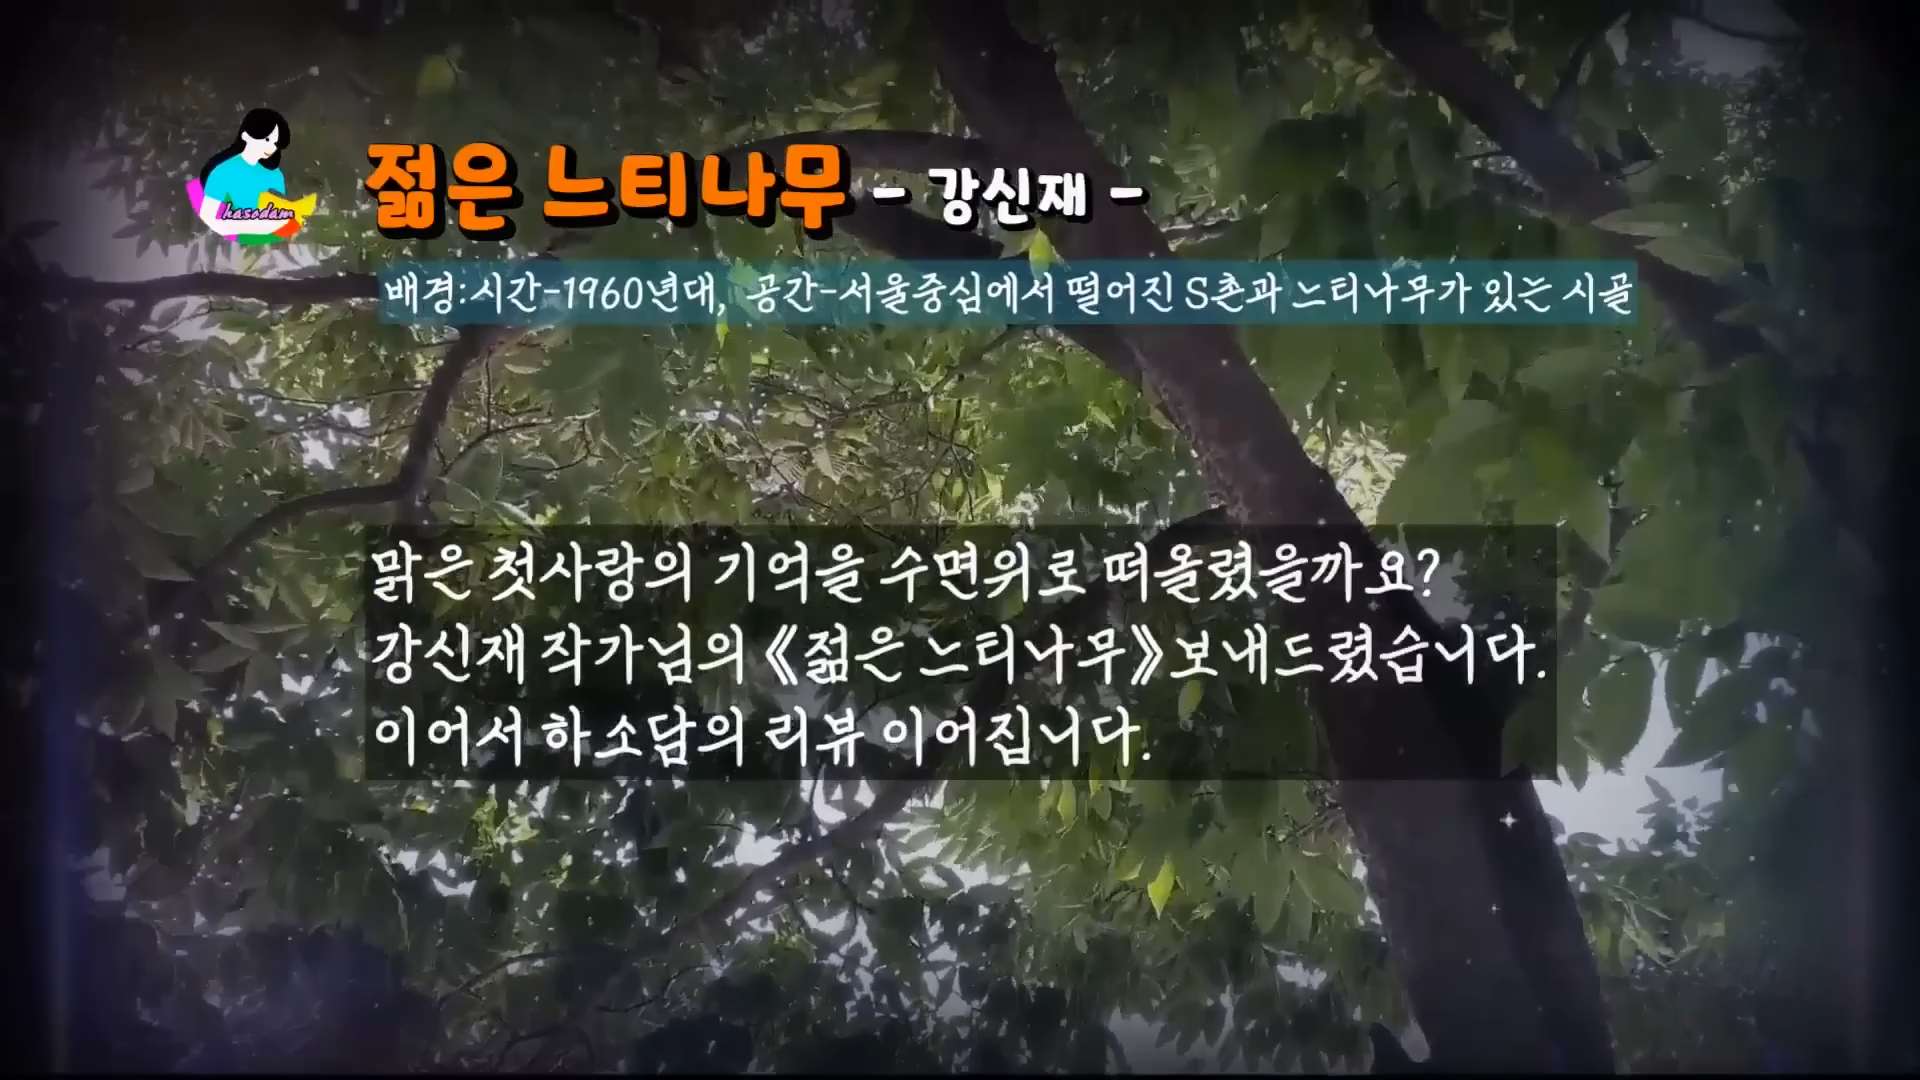 젊은 느티나무 - 강신재 -
hasodam
배경:시간-1960년대, 공간-서울중심에서 떨어진 S촌과 느티나무가 있는 시골
맑은 첫사랑의 기억을 수면위로 떠올렸을까요?
강신재 작가님의 《젊은 느티나무》 보내드렸습니다.
이어서 하소담의 리뷰 이어집니다.